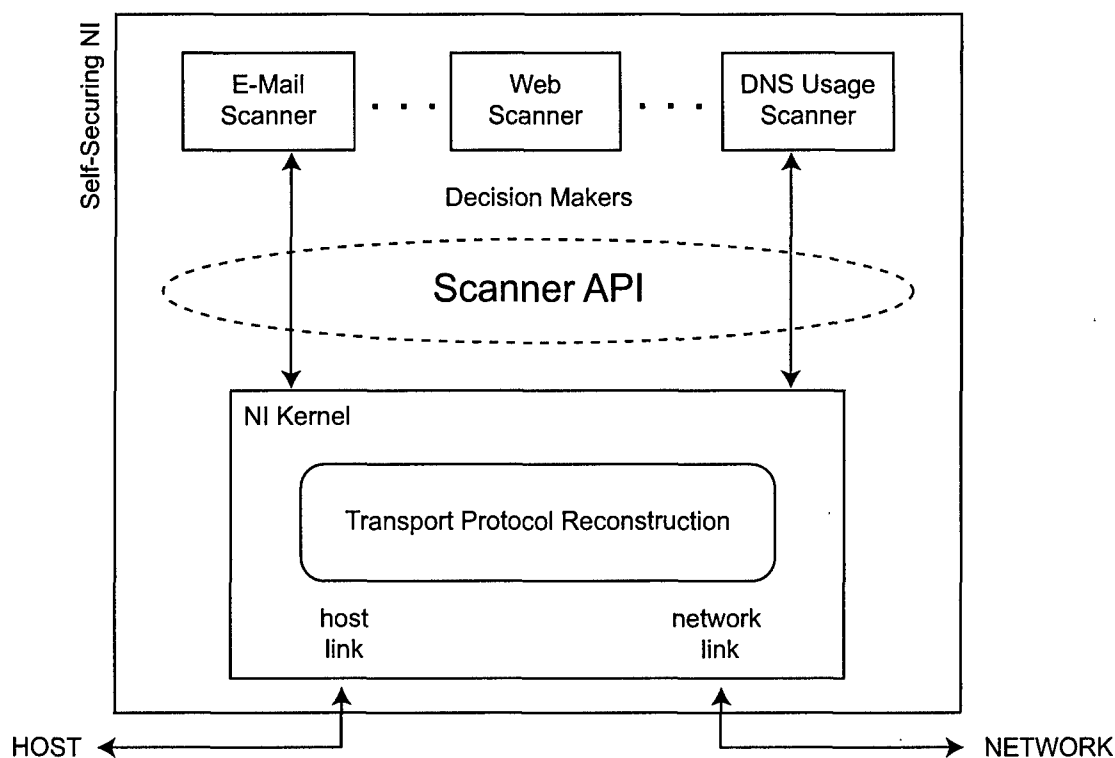 Self-Securing NI
E-Mail
Scanner
Web
Scanner
DNS Usage
Scanner
Decision Makers
Scanner API
NI Kernel
Transport Protocol Reconstruction
host
link
network
link
HOST
NETWORK